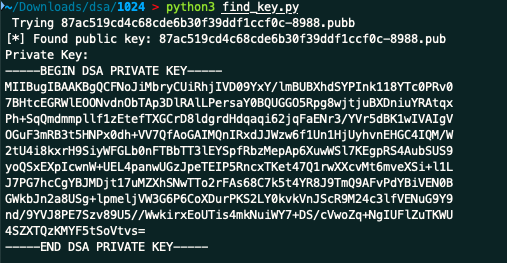 ~/Downloads/dsa/1024 > python3 find_key.py
Trying 87ac519cd4c68cde6b30f39ddf1ccf0c-8988.pubb
[*] Found public key: 87ac519cd4c68cde6b30f39ddf1ccf0c-8988.pub
Private Key:
-----BEGIN DSA PRIVATE KEY-----
MIIBugIBAAKBgQCFNoJiMbryCUiRhjIVD09YxY/lmBUBXhdSYPInk118YTc0PRv0
7BHtcEGRWlEOONvdnObTAp3DlRAlLPersaY0BQUGGO5Rpg8wjtjuBXDniuYRAtqx
Ph+SqQmdmmpllf1zEtefTXGCrD8ldgrdHdqaqi62jqFaENr3/YVr5dBK1wIVAIgV
OGuF3mRB3t5HNPx0dh+VV7QfAoGAIMQnIRxdJJWzw6f1Un1HjUyhvnEHGC4IQM/W
2tU4i8kxrH9SiyWFGLb0nFTBbTT3lEYSpfRbzMepAp6XuwWSl7KEgpRS4AubSUS9
yoQSxEXpIcwnW+UEL4panwUGzJpeTEIP5RncxTKet47Q1rwXXcvMt6mveXSi+l1L
J7PG7hcCgYBJMDjt17uMZXhSNwTTo2rFAs68C7k5t4YR8J9TmQ9AFvPdYBiVEN0B
GWkbJn2a8USg+lpmeljVW3G6P6CoXDurPKS2LY0kvkVnJScR9M24c3lfVENuG9Y9
nd/9YVJ8PE7Szv89U5//WwkirxEoUTis4mkNuiWY7+DS/cVwoZq+NgIUFlZuTKWU
4SZXTQzKMYF5tSoVtvs=
-----END DSA PRIVATE KEY-----